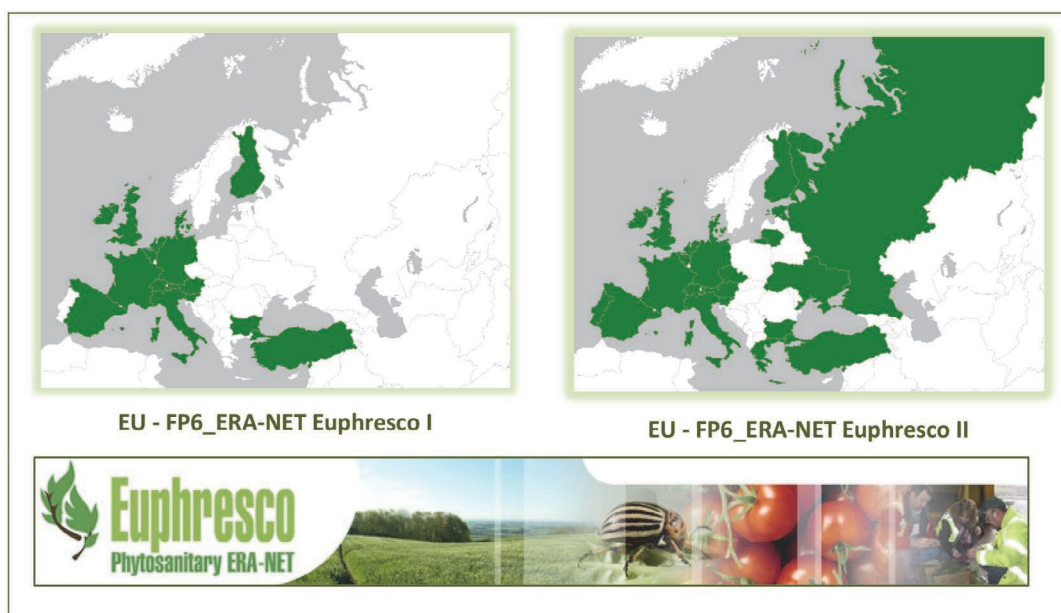 EU - FP6_ERA-NET Euphresco I
EU - FP6_ERA-NET Euphresco II
Euphresco
Phytosanitary ERA-NET